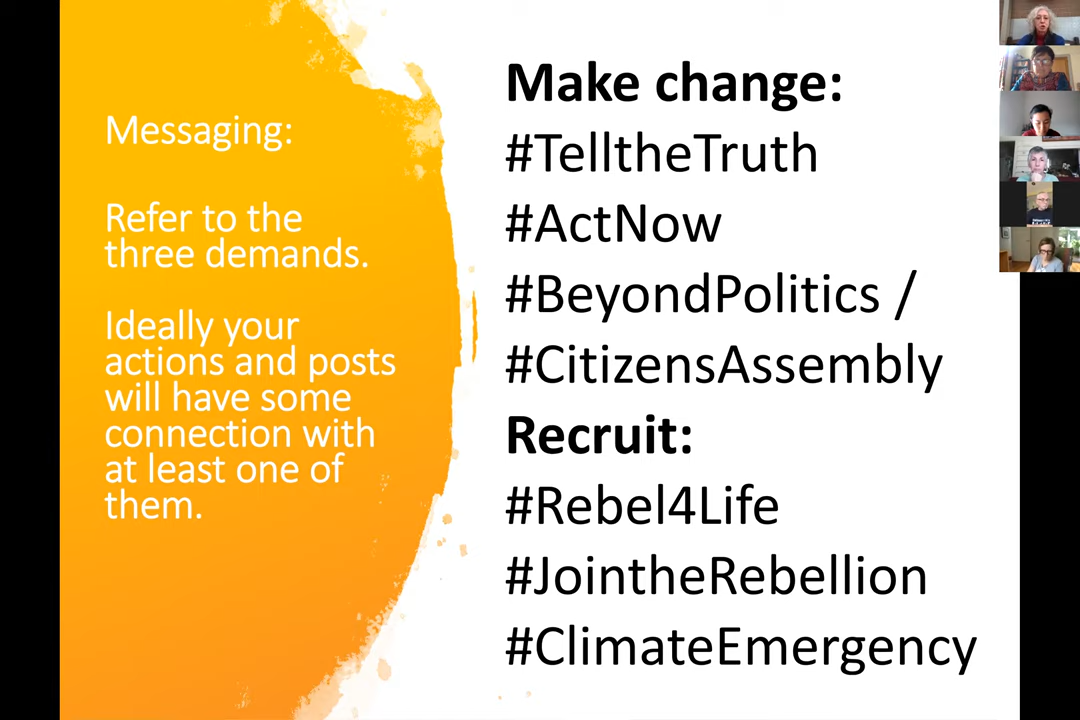 Messaging:
Refer to the
three demands.
Ideally your
actions and posts
will have some
connection with
at least one of
them.
Make change:
#TelltheTruth
#ActNow
#BeyondPolitics /
#CitizensAssembly
Recruit:
#Rebel4Life
#JointheRebellion
#ClimateEmergency